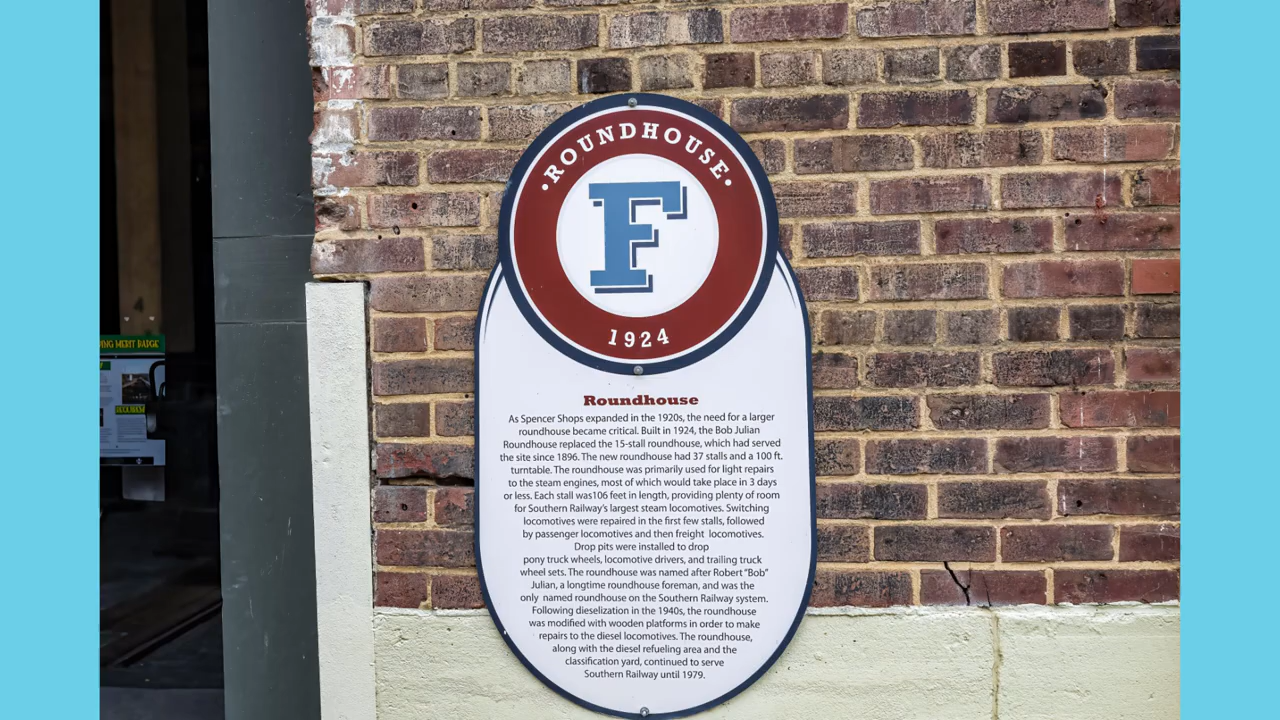 ROUNDHOUSE
F
1924
Roundhouse
As Spencer Shops expanded in the 1920s, the need for a larger
roundhouse became critical. Built in 1924, the Bob Julian
Roundhouse replaced the 15-stall roundhouse, which had served
the site since 1896. The new roundhouse had 37 stalls and a 100 ft.
turntable. The roundhouse was primarily used for light repairs
to the steam engines, most of which would take place in 3 days
or less. Each stall was106 feet in length, providing plenty of room
for Southern Railway's largest steam locomotives. Switching
locomotives were repaired in the first few stalls, followed
by passenger locomotives and then freight locomotives.
Drop pits were installed to drop
pony truck wheels, locomotive drivers, and trailing truck
wheel sets. The roundhouse was named after Robert "Bob"
Julian, a longtime roundhouse foreman, and was the
only named roundhouse on the Southern Railway system.
Following dieselization in the 1940s, the roundhouse
was modified with wooden platforms in order to make
repairs to the diesel locomotives. The roundhouse,
along with the diesel refueling area and the
classification yard, continued to serve
Southern Railway until 1979.
MERIT BADGE